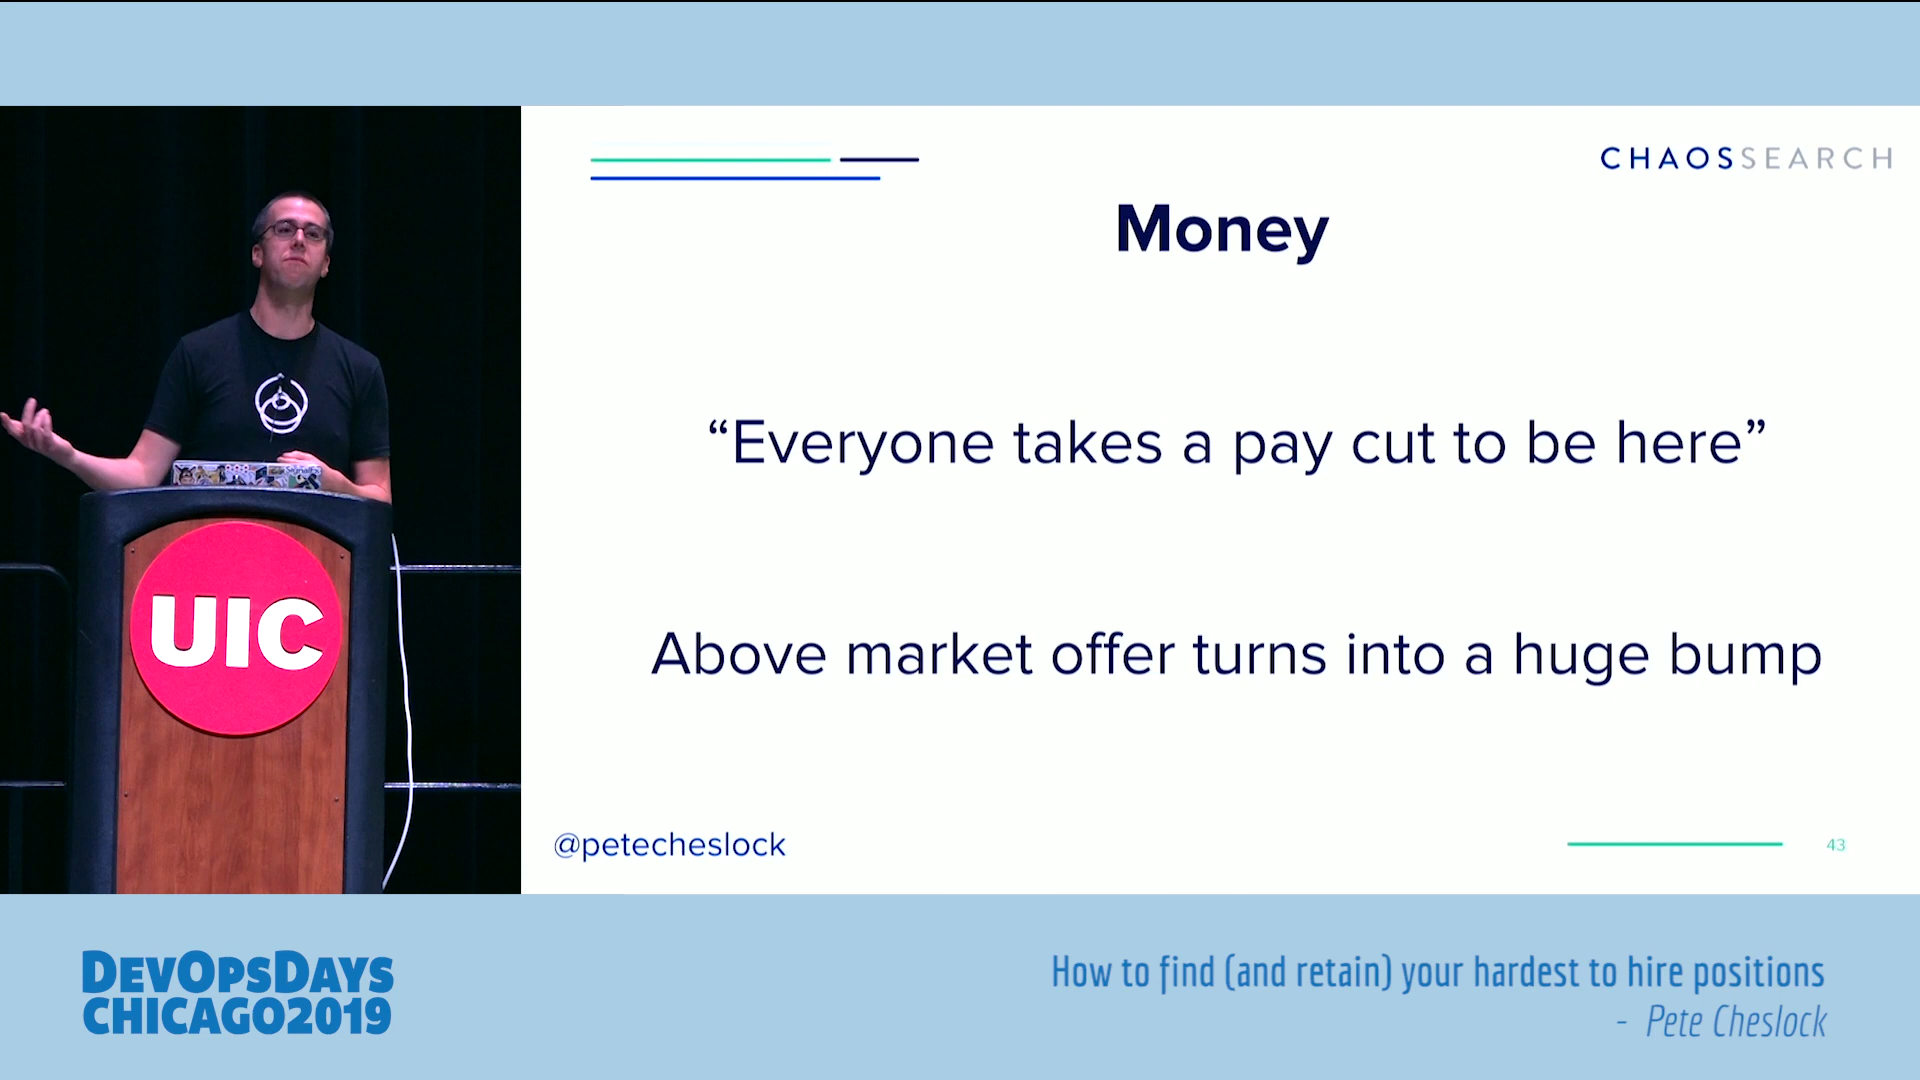 CHAOSSEARCH
Money
“Everyone takes a pay cut to be here”
Above market offer turns into a huge bump
@petecheslock
43
UIC
DevOpsDays
Chicago2019
How to find (and retain) your hardest to hire positions
- Pete Cheslock